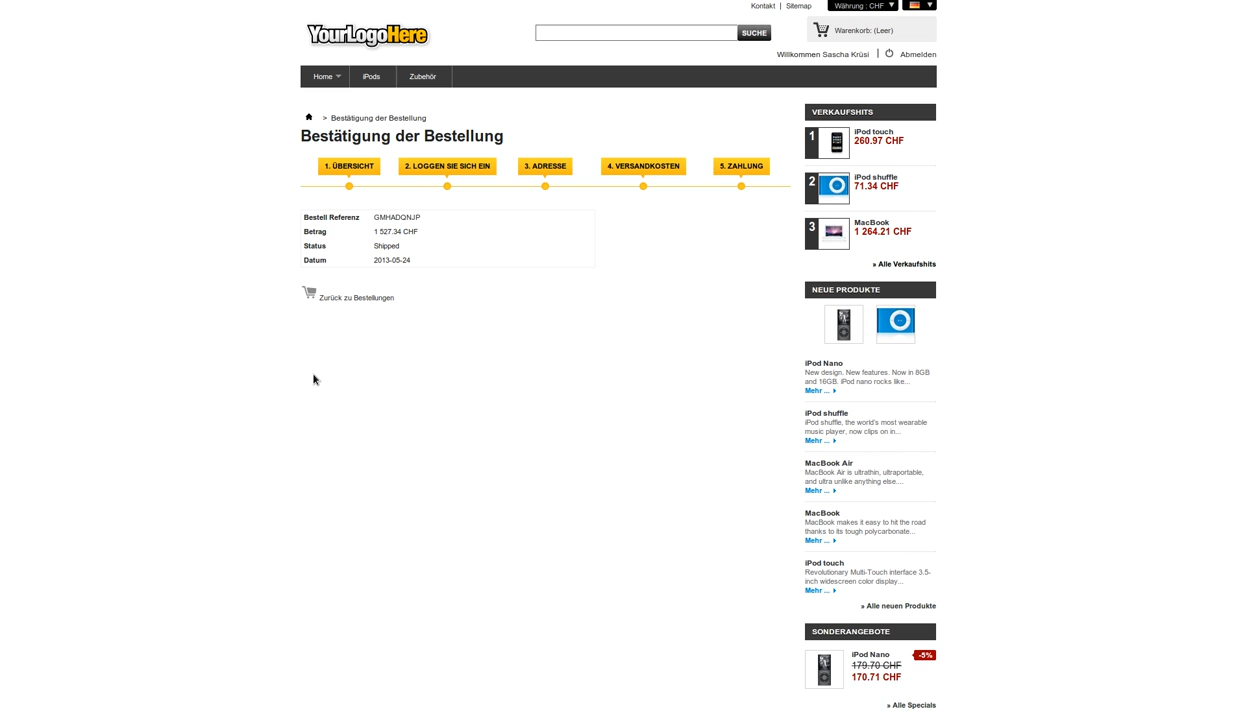 Kontakt | Sitemap
Währung : CHF
YourLogoHere
SUCHE
Warenkorb: (Leer)
Willkommen Sascha Krüsi | Abmelden
Home
iPods
Zubehör
> Bestätigung der Bestellung
Bestätigung der Bestellung
1. ÜBERSICHT
2. LOGGEN SIE SICH EIN
3. ADRESSE
4. VERSANDKOSTEN
5. ZAHLUNG
Bestell Referenz GMHADQNJP
Betrag 1 527.34 CHF
Status Shipped
Datum 2013-05-24
Zurück zu Bestellungen
VERKAUFSHITS
1
iPod touch
260.97 CHF
2
iPod shuffle
71.34 CHF
3
MacBook
1 264.21 CHF
» Alle Verkaufshits
NEUE PRODUKTE
iPod Nano
New design. New features. Now in 8GB
and 16GB. iPod nano rocks like...
Mehr ...
iPod shuffle
iPod shuffle, the world's most wearable
music player, now clips on in...
Mehr ...
MacBook Air
MacBook Air is ultrathin, ultraportable,
and ultra unlike anything else....
Mehr ...
MacBook
MacBook makes it easy to hit the road
thanks to its tough polycarbonate...
Mehr ...
iPod touch
Revolutionary Multi-Touch interface 3.5-
inch widescreen color display...
Mehr ...
» Alle neuen Produkte
SONDERANGEBOTE
iPod Nano
-5%
179.70 CHF
170.71 CHF
» Alle Specials